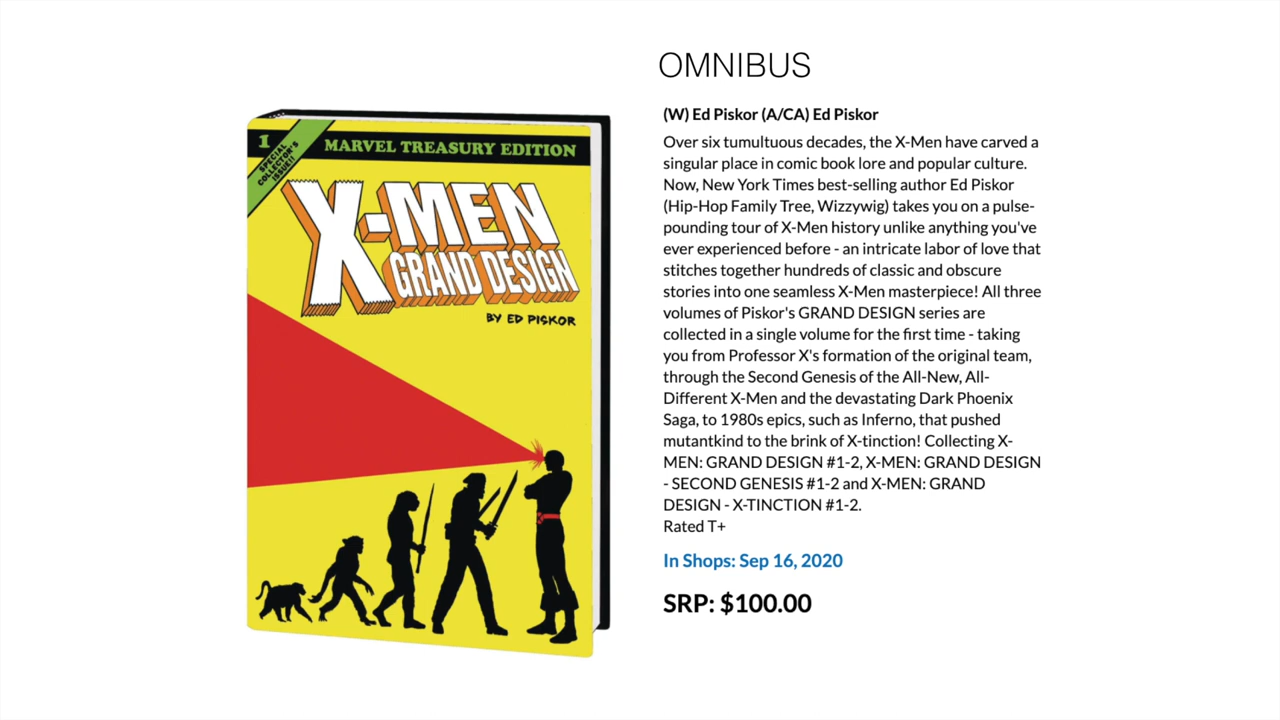 OMNIBUS
1
SPECIAL
COLLECTOR'S
ISSUE!!
MARVEL TREASURY EDITION
X-MEN
GRAND DESIGN
BY ED PISKOR
(W) Ed Piskor (A/CA) Ed Piskor
Over six tumultuous decades, the X-Men have carved a
singular place in comic book lore and popular culture.
Now, New York Times best-selling author Ed Piskor
(Hip-Hop Family Tree, Wizzywig) takes you on a pulse-
pounding tour of X-Men history unlike anything you've
ever experienced before - an intricate labor of love that
stitches together hundreds of classic and obscure
stories into one seamless X-Men masterpiece! All three
volumes of Piskor's GRAND DESIGN series are
collected in a single volume for the first time - taking
you from Professor X's formation of the original team,
through the Second Genesis of the All-New, All-
Different X-Men and the devastating Dark Phoenix
Saga, to 1980s epics, such as Inferno, that pushed
mutantkind to the brink of X-tinction! Collecting X-
MEN: GRAND DESIGN #1-2, X-MEN: GRAND DESIGN
- SECOND GENESIS #1-2 and X-MEN: GRAND
DESIGN - X-TINCTION #1-2.
Rated T+
In Shops: Sep 16, 2020
SRP: $100.00